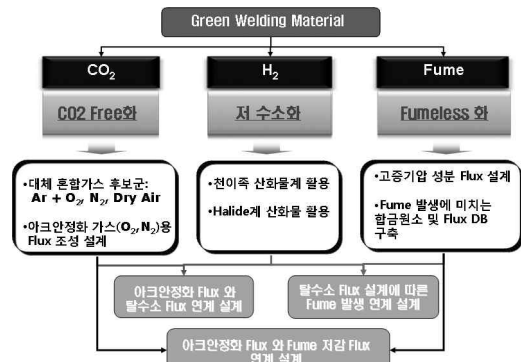 Green Welding Material
CO₂
H₂
Fume
CO2 Free화
저 수소화
Fumeless 화
•대체 혼합가스 후보군:
Ar + O₂, N₂, Dry Air
•아크안정화 가스(O₂,N₂)용
Flux 조성 설계
•천이족 산화물계 활용
•Halide계 산화물 활용
•고증기압 성분 Flux 설계
•Fume 발생에 미치는
합금원소 및 Flux DB
구축
아크안정화 Flux 와
탈수소 Flux 연계 설계
탈수소 Flux 설계에 따른
Fume 발생 연계 설계
아크안정화 Flux 와 Fume 저감 Flux
연계 설계